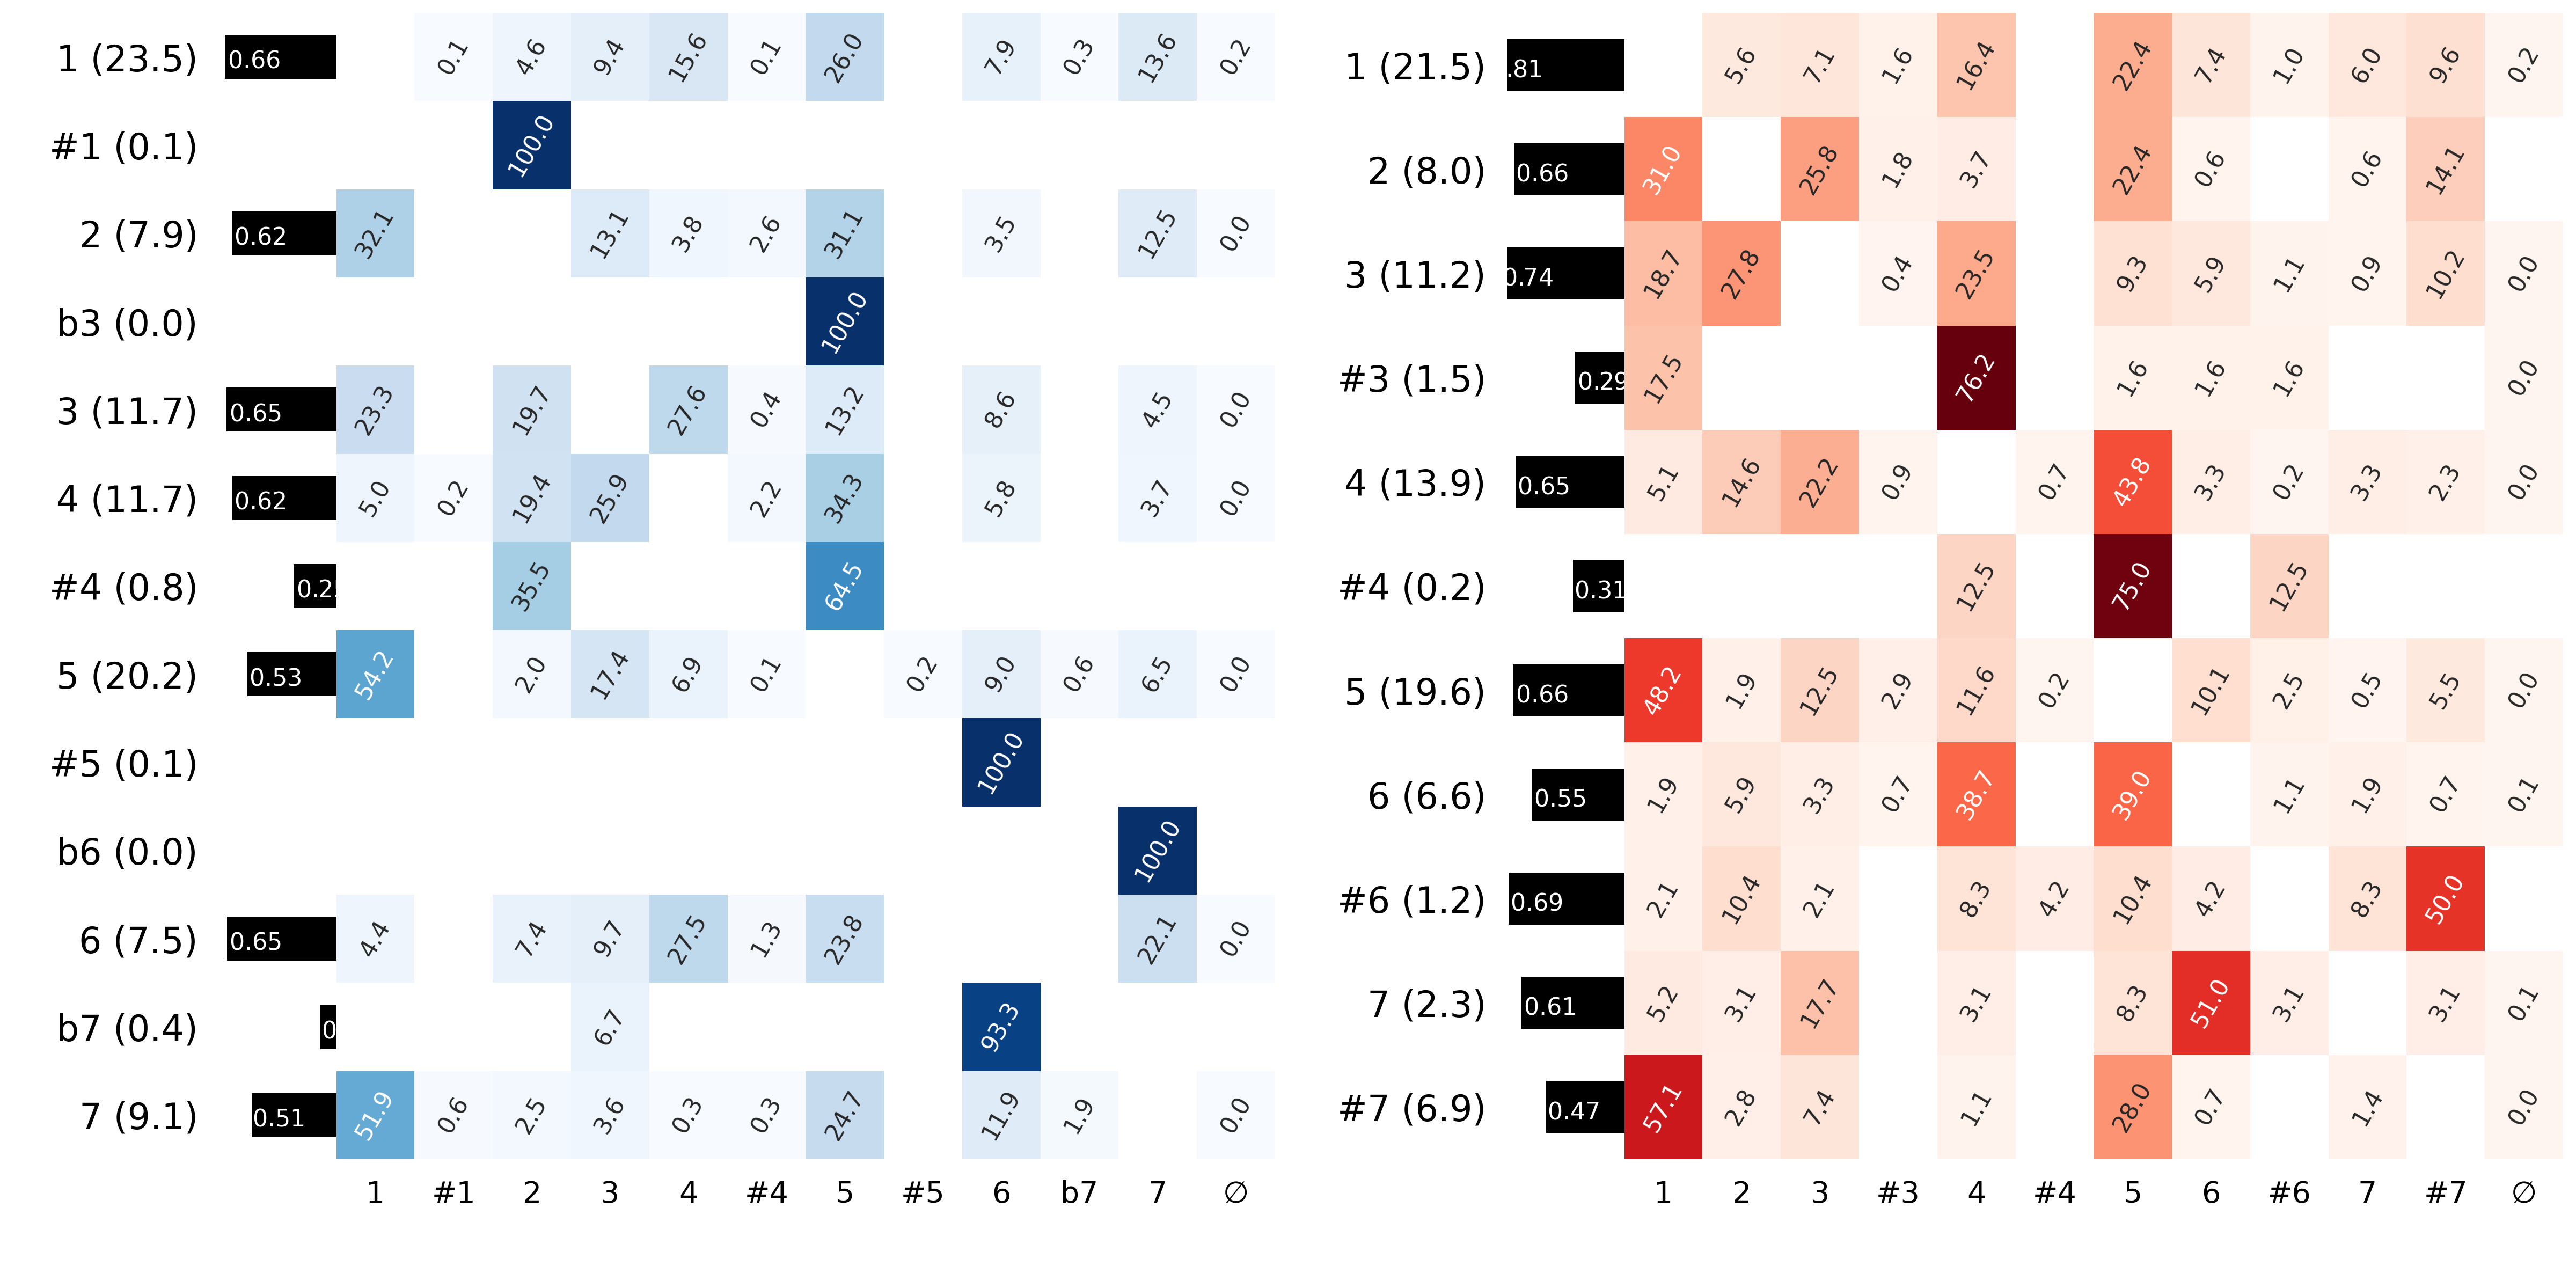 1 (23.5) 0.66 0.1 4.6 9.4 15.6 0.1 26.0 7.9 0.3 13.6 0.2
#1 (0.1) 100.0
2 (7.9) 0.62 32.1 13.1 3.8 2.6 31.1 3.5 12.5 0.0
b3 (0.0) 100.0
3 (11.7) 0.65 23.3 19.7 27.6 0.4 13.2 8.6 4.5 0.0
4 (11.7) 0.62 5.0 0.2 19.4 25.9 2.2 34.3 5.8 3.7 0.0
#4 (0.8) 0.2 35.5 64.5
5 (20.2) 0.53 54.2 2.0 17.4 6.9 0.1 0.2 9.0 0.6 6.5 0.0
#5 (0.1) 100.0
b6 (0.0) 100.0
6 (7.5) 0.65 4.4 7.4 9.7 27.5 1.3 23.8 22.1 0.0
b7 (0.4) 0 6.7 93.3
7 (9.1) 0.51 51.9 0.6 2.5 3.6 0.3 0.3 24.7 11.9 1.9 0.0
1 #1 2 3 4 #4 5 #5 6 b7 7 ∅
1 (21.5) .81 5.6 7.1 1.6 16.4 22.4 7.4 1.0 6.0 9.6 0.2
2 (8.0) 0.66 31.0 25.8 1.8 3.7 22.4 0.6 0.6 14.1
3 (11.2) 0.74 18.7 27.8 0.4 23.5 9.3 5.9 1.1 0.9 10.2 0.0
#3 (1.5) 0.29 17.5 76.2 1.6 1.6 1.6 0.0
4 (13.9) 0.65 5.1 14.6 22.2 0.9 0.7 43.8 3.3 0.2 3.3 2.3 0.0
#4 (0.2) 0.31 12.5 75.0 12.5
5 (19.6) 0.66 48.2 1.9 12.5 2.9 11.6 0.2 10.1 2.5 0.5 5.5 0.0
6 (6.6) 0.55 1.9 5.9 3.3 0.7 38.7 39.0 1.1 1.9 0.7 0.1
#6 (1.2) 0.69 2.1 10.4 2.1 8.3 4.2 10.4 4.2 8.3 50.0
7 (2.3) 0.61 5.2 3.1 17.7 3.1 8.3 51.0 3.1 3.1 0.1
#7 (6.9) 0.47 57.1 2.8 7.4 1.1 28.0 0.7 1.4 0.0
1 2 3 #3 4 #4 5 6 #6 7 #7 ∅